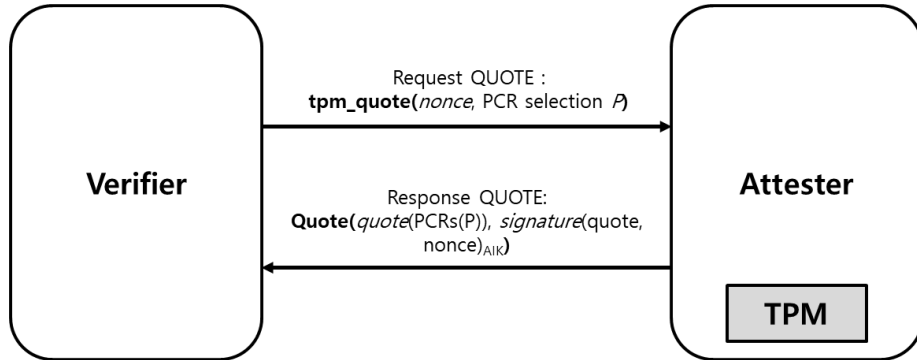 Request QUOTE :
tpm_quote(nonce, PCR selection P)
Verifier
Attester
Response QUOTE:
Quote(quote(PCRs(P)), signature(quote,
nonce)AIK)
TPM